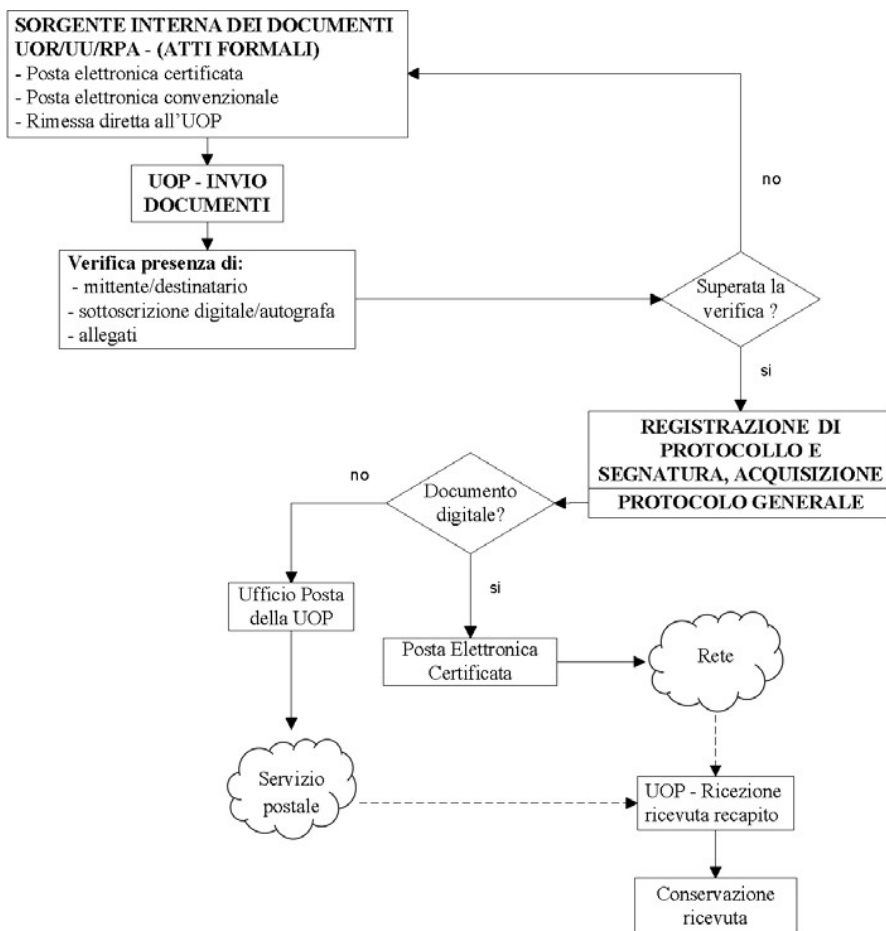 SORGENTE INTERNA DEI DOCUMENTI
UOR/UU/RPA - (ATTI FORMALI)
- Posta elettronica certificata
- Posta elettronica convenzionale
- Rimessa diretta all'UOP
no
UOP - INVIO
DOCUMENTI
Verifica presenza di:
- mittente/destinatario
- sottoscrizione digitale/autografa
- allegati
Superata la
verifica ?
si
REGISTRAZIONE DI
PROTOCOLLO E
SEGNATURA, ACQUISIZIONE
PROTOCOLO GENERALE
no
Documento
digitale?
si
Ufficio Posta
della UOP
Posta Elettronica
Certificata
Rete
Servizio
postale
UOP - Ricezione
ricevuta recapito
Conservazione
ricevuta